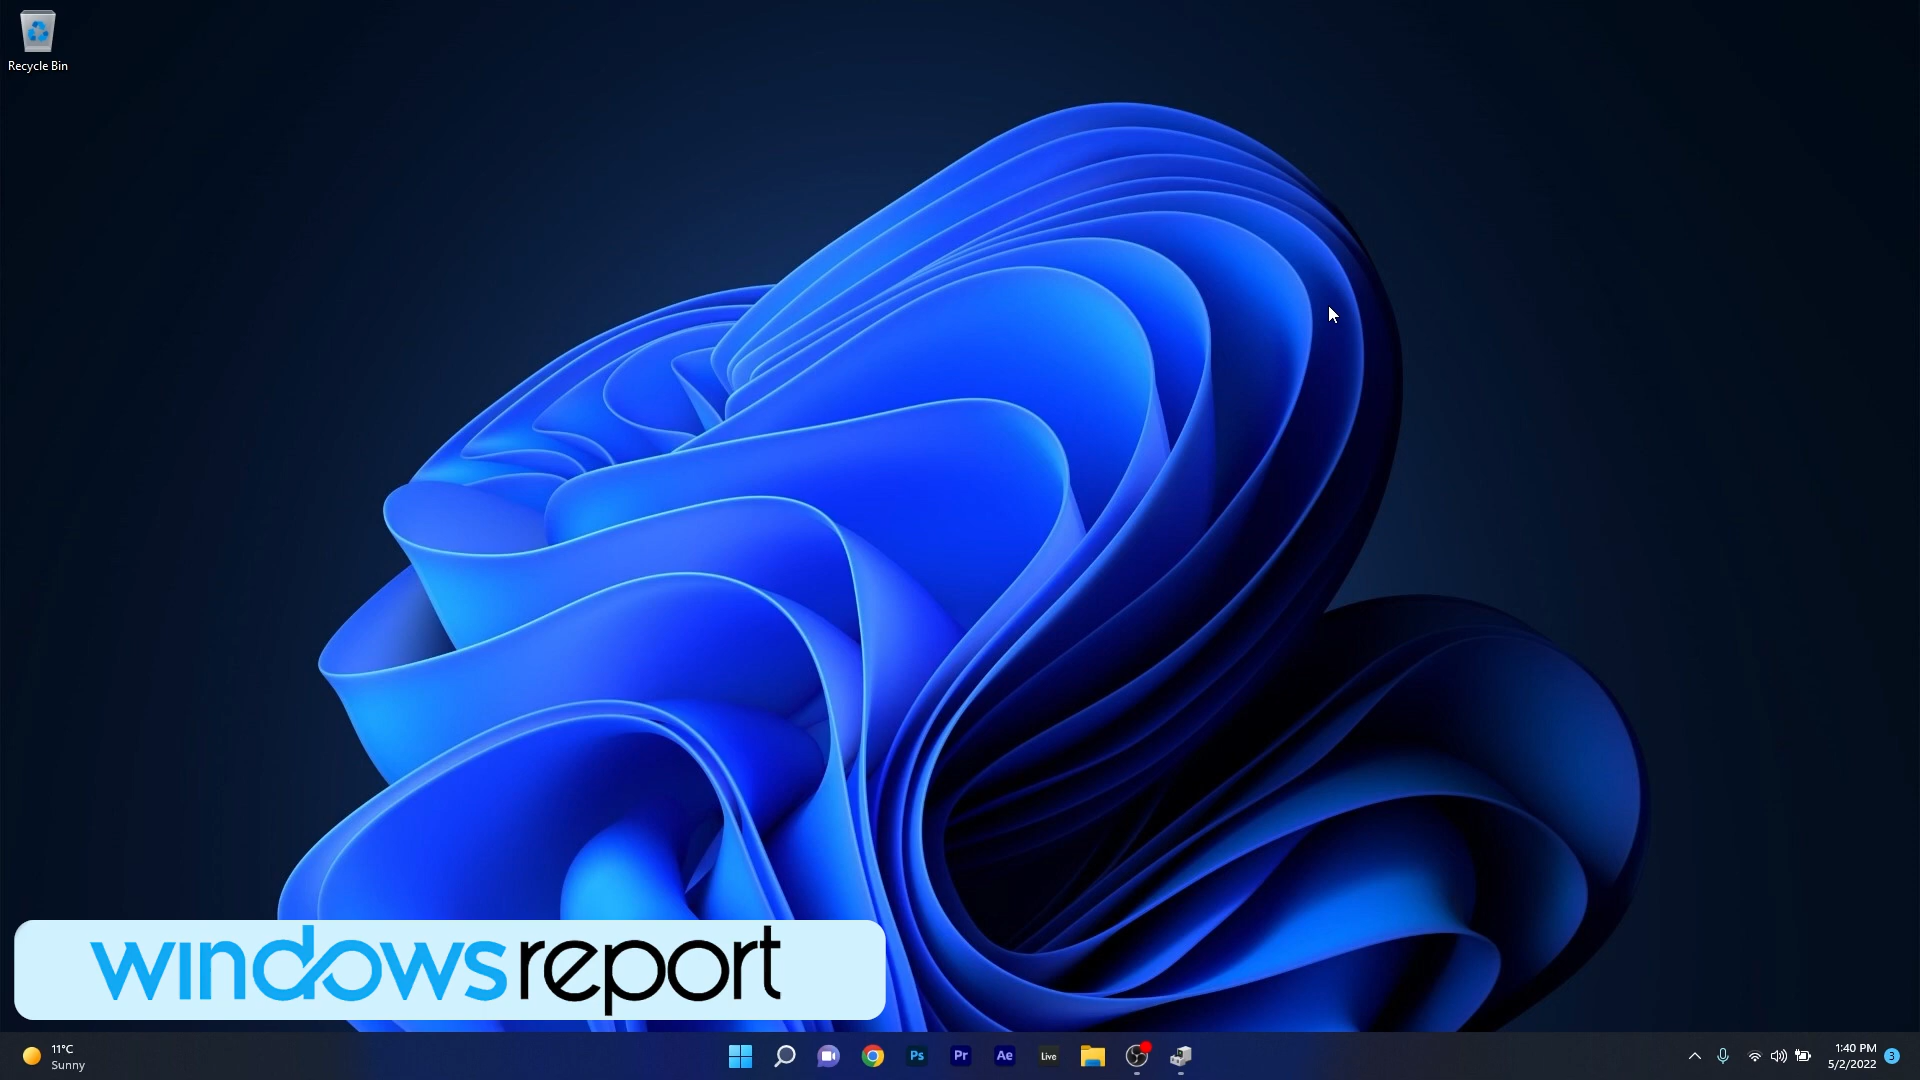 Recycle Bin
windowsreport
11°C
Sunny
Ps
Pr
Ae
Live
1:40 PM
5/2/2022
3